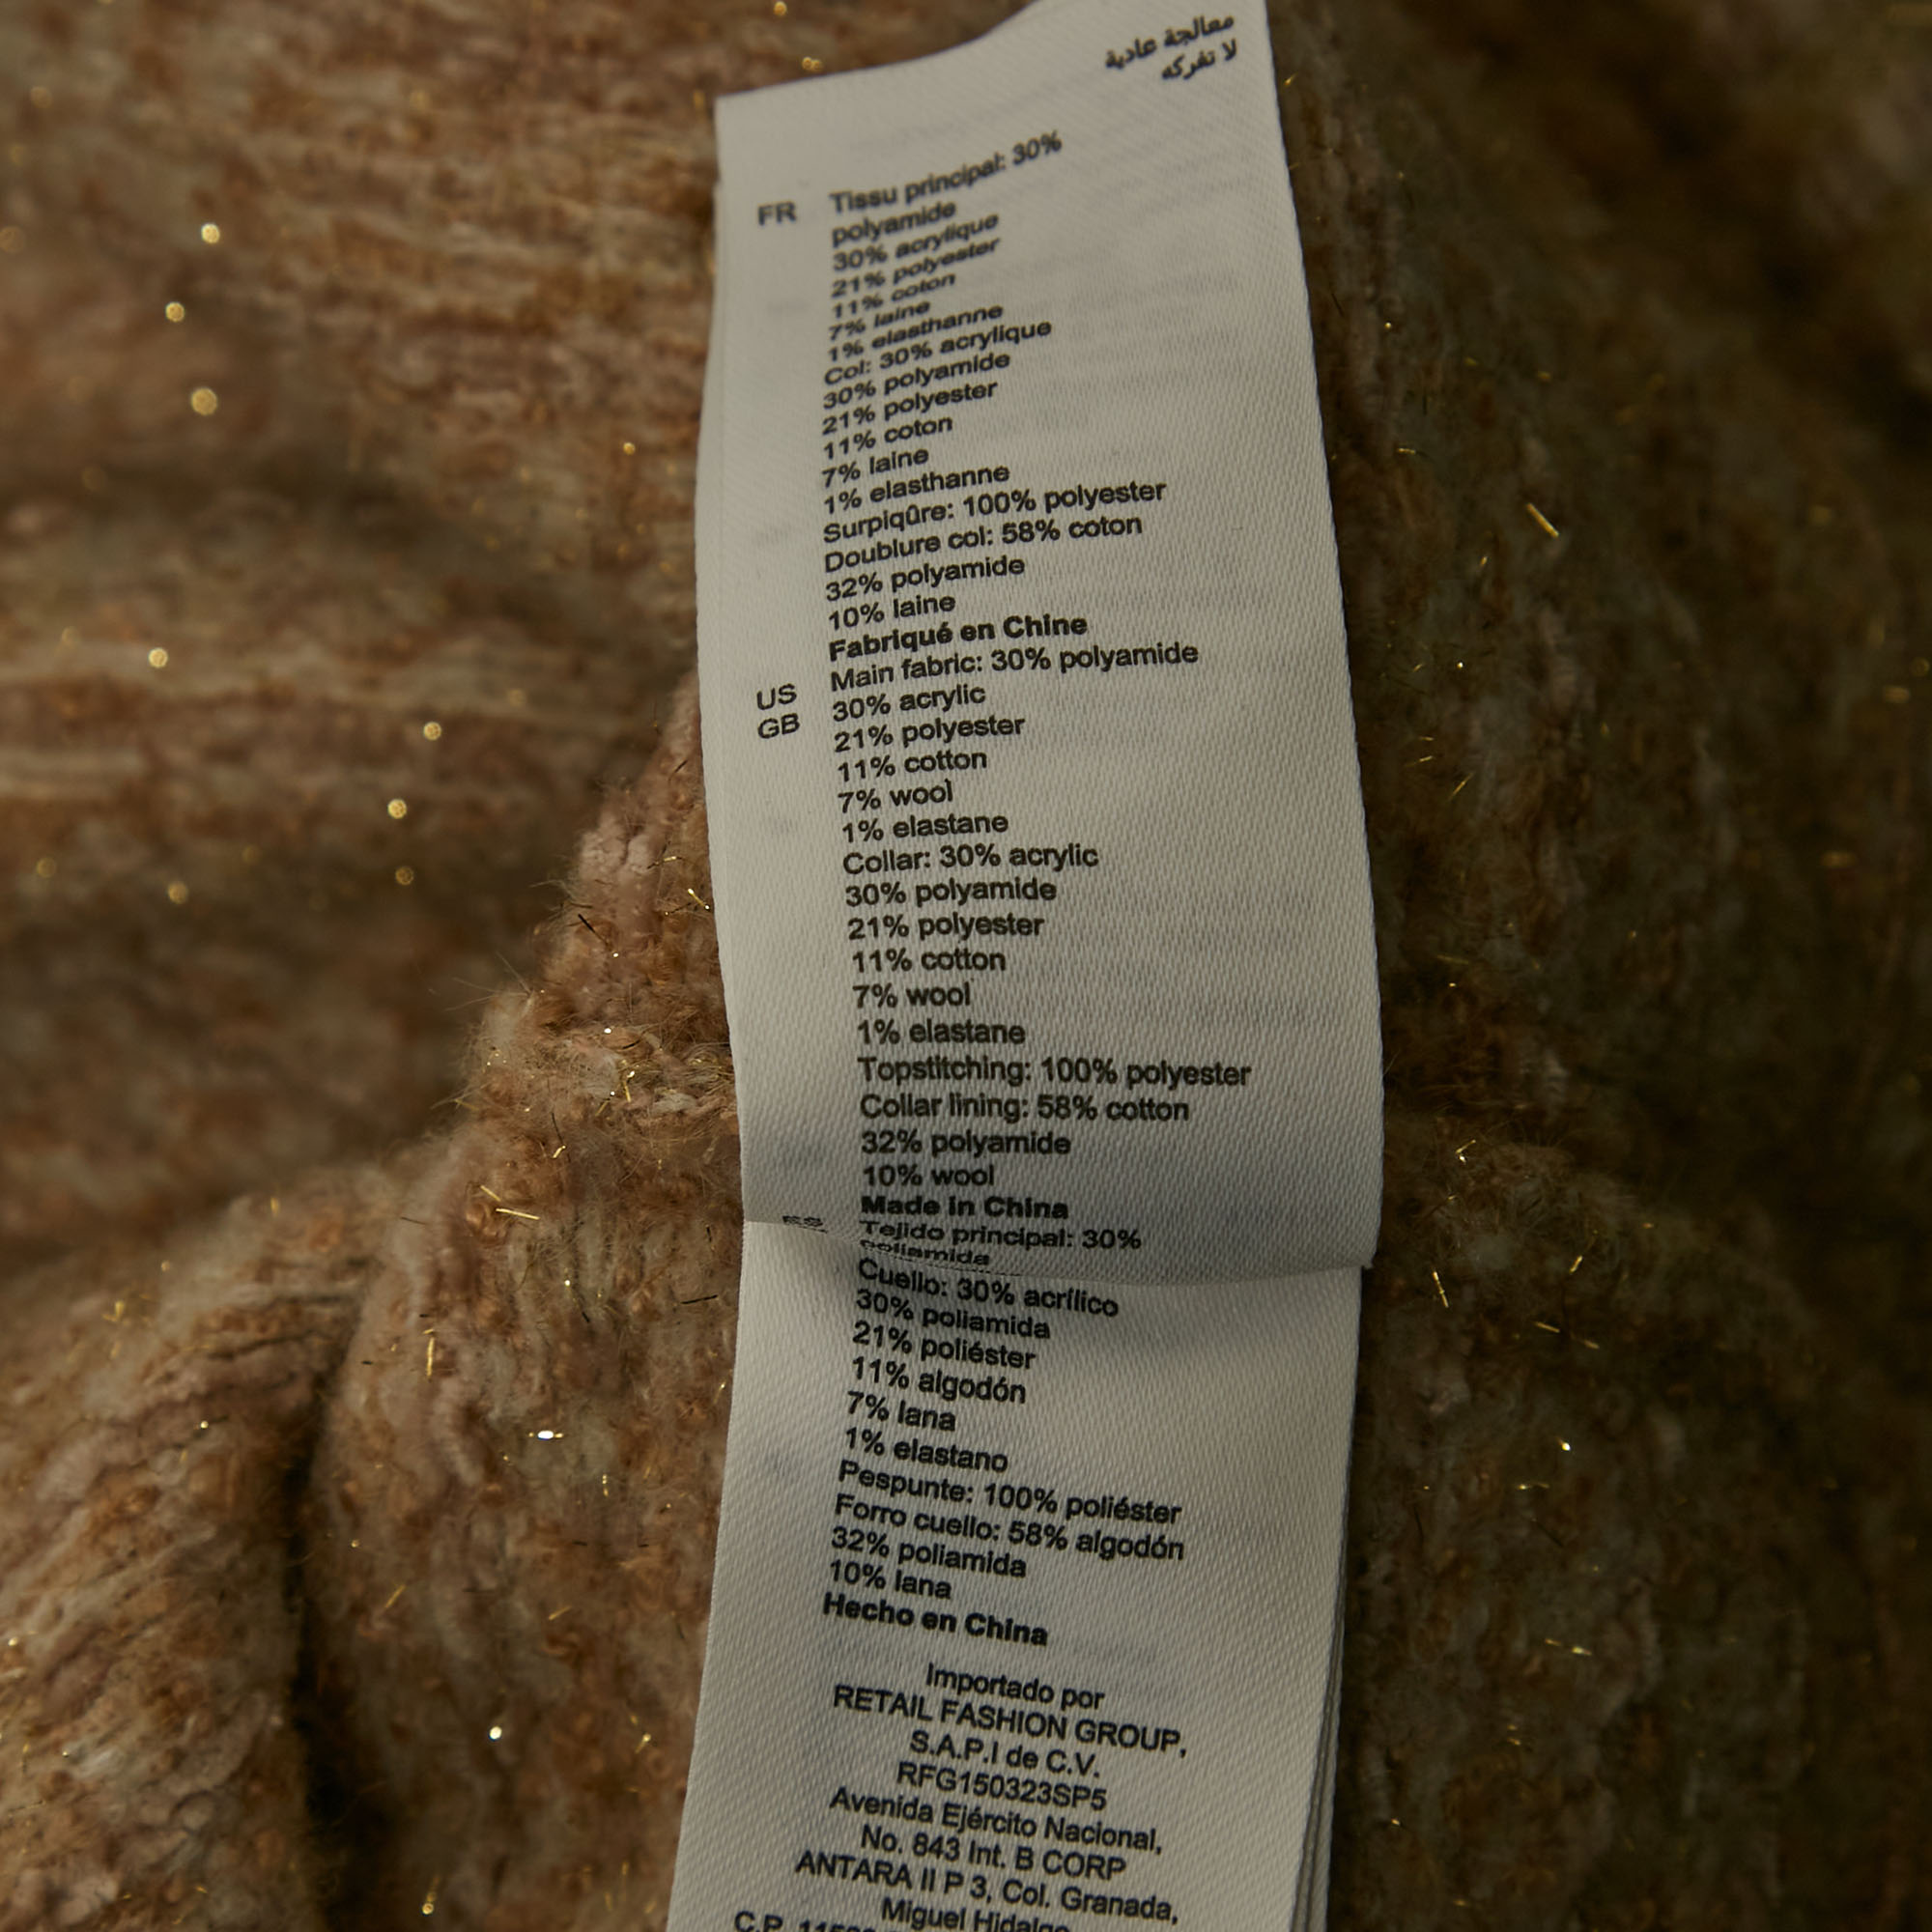 معالجة عادية
لا تفركه
FR Tissu principal: 30%
polyamide
30% acrylique
21% polyester
11% coton
7% laine
1% elasthanne
Col: 30% acrylique
30% polyamide
21% polyester
11% coton
7% laine
1% elasthanne
Surpiqûre: 100% polyester
Doublure col: 58% coton
32% polyamide
10% laine
Fabriqué en Chine
US Main fabric: 30% polyamide
GB 30% acrylic
21% polyester
11% cotton
7% wool
1% elastane
Collar: 30% acrylic
30% polyamide
21% polyester
11% cotton
7% wool
1% elastane
Topstitching: 100% polyester
Collar lining: 58% cotton
32% polyamide
10% wool
Made in China
ES Tejido principal: 30%
poliamida
Cuello: 30% acrílico
30% poliamida
21% poliéster
11% algodón
7% lana
1% elastano
Pespunte: 100% poliéster
Forro cuello: 58% algodón
32% poliamida
10% lana
Hecho en China
Importado por
RETAIL FASHION GROUP,
S.A.P.I de C.V.
RFG150323SP5
Avenida Ejército Nacional,
No. 843 Int. B CORP
ANTARA II P 3, Col. Granada,
Miguel Hidalgo
C.P.